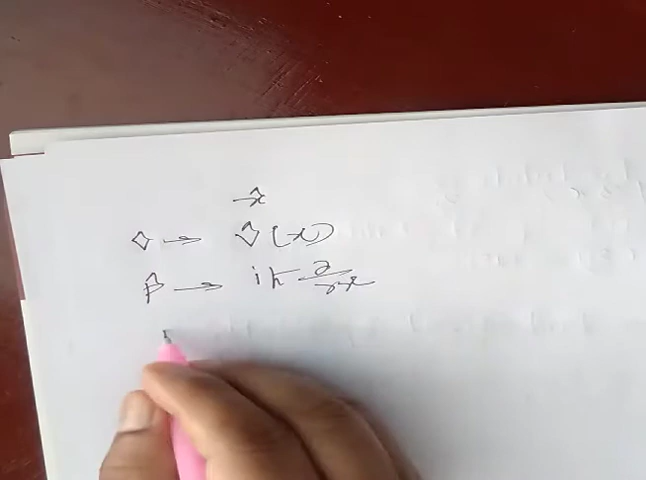 → x̂
v̂ → v̂(x)
p̂ → iħ ∂/∂x